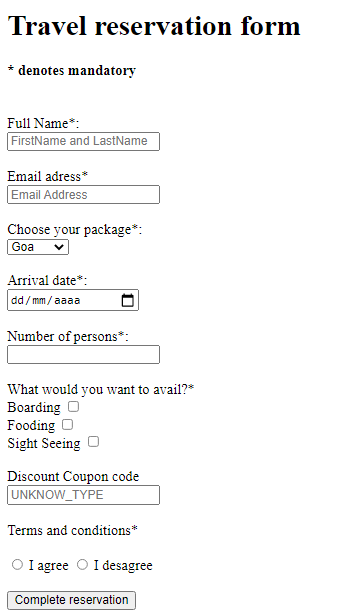 Travel reservation form
* denotes mandatory
Full Name*:
FirstName and LastName
Email adress*
Email Address
Choose your package*:
Goa
Arrival date*:
dd/mm/aaaa
Number of persons*:
What would you want to avail?*
Boarding
Fooding
Sight Seeing
Discount Coupon code
UNKNOW_TYPE
Terms and conditions*
I agree I desagree
Complete reservation